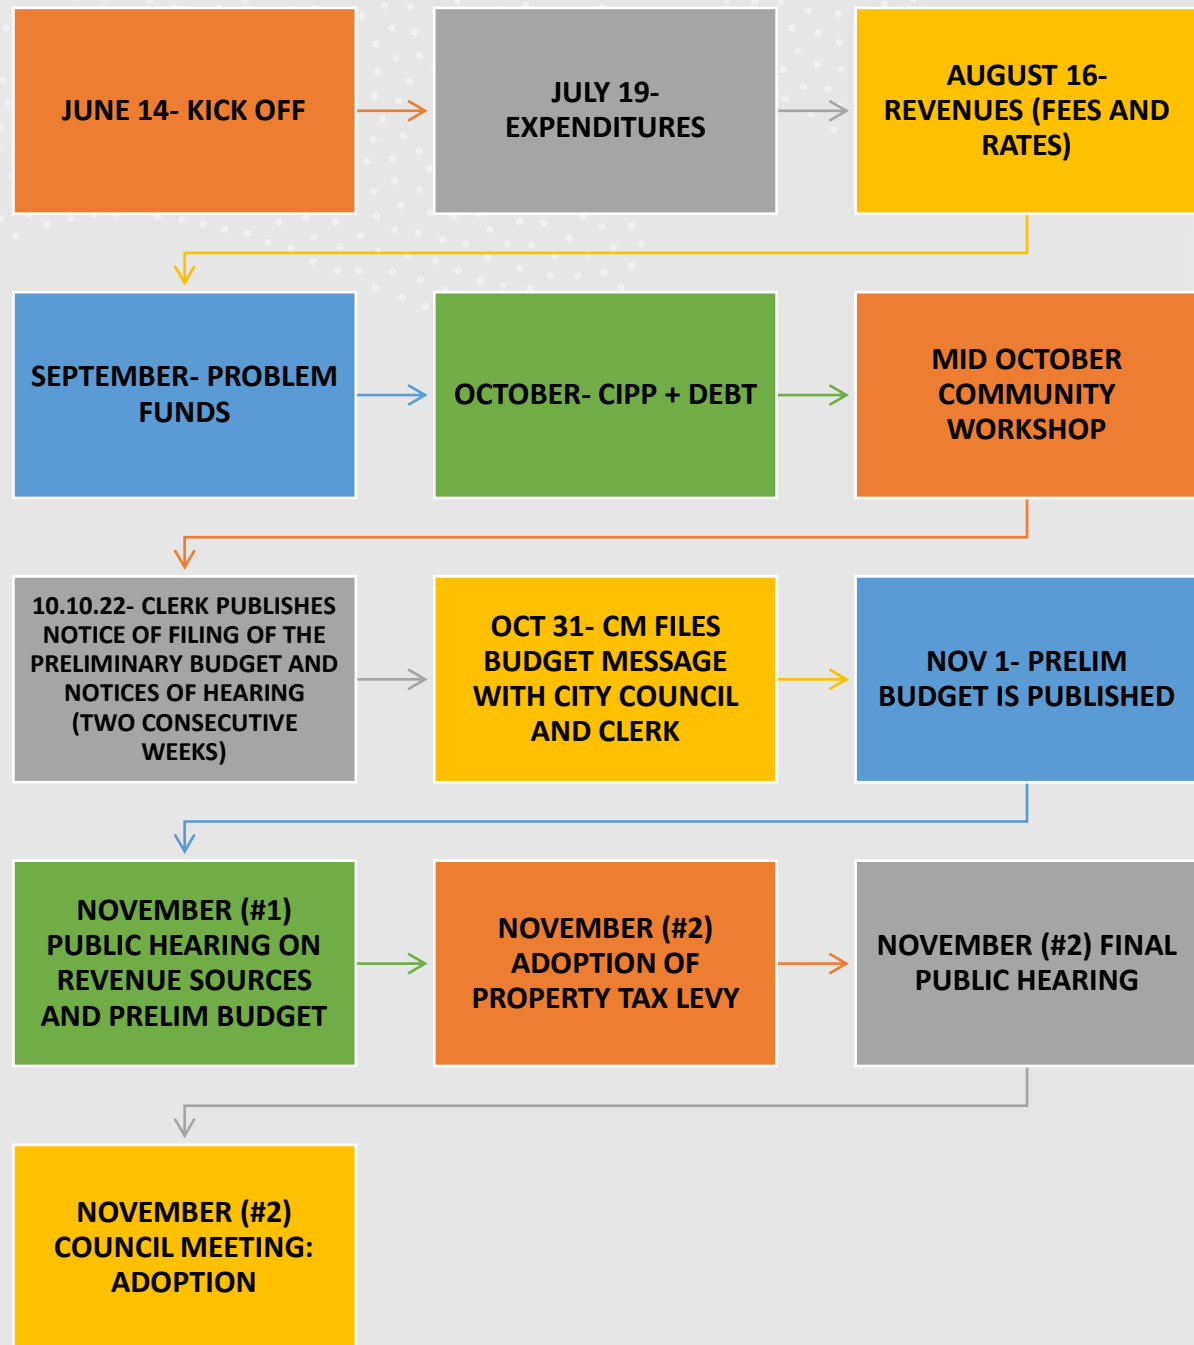 JUNE 14- KICK OFF
JULY 19-
EXPENDITURES
AUGUST 16-
REVENUES (FEES AND
RATES)
SEPTEMBER- PROBLEM
FUNDS
OCTOBER- CIPP + DEBT
MID OCTOBER
COMMUNITY
WORKSHOP
10.10.22- CLERK PUBLISHES
NOTICE OF FILING OF THE
PRELIMINARY BUDGET AND
NOTICES OF HEARING
(TWO CONSECUTIVE
WEEKS)
OCT 31- CM FILES
BUDGET MESSAGE
WITH CITY COUNCIL
AND CLERK
NOV 1- PRELIM
BUDGET IS PUBLISHED
NOVEMBER (#1)
PUBLIC HEARING ON
REVENUE SOURCES
AND PRELIM BUDGET
NOVEMBER (#2)
ADOPTION OF
PROPERTY TAX LEVY
NOVEMBER (#2) FINAL
PUBLIC HEARING
NOVEMBER (#2)
COUNCIL MEETING:
ADOPTION